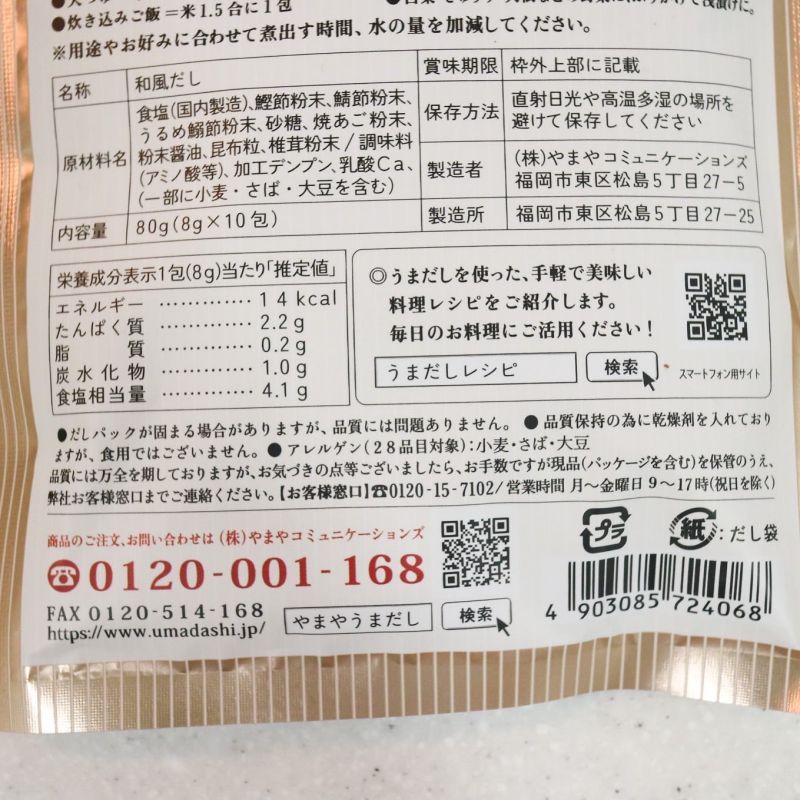 ●炊き込みご飯＝米1.5合に1包
※用途やお好みに合わせて煮出す時間、水の量を加減してください。
名称 和風だし
原材料名 食塩(国内製造)、鰹節粉末、鯖節粉末、
うるめ鰯節粉末、砂糖、焼あご粉末、
粉末醤油、昆布粒、椎茸粉末/調味料
(アミノ酸等)、加工デンプン、乳酸Ca、
(一部に小麦・さば・大豆を含む)
内容量 80g(8g×10包)
賞味期限 枠外上部に記載
保存方法 直射日光や高温多湿の場所を
避けて保存してください
製造者 (株)やまやコミュニケーションズ
福岡市東区松島5丁目27-5
製造所 福岡市東区松島5丁目27-25
栄養成分表示1包(8g)当たり「推定値」
エネルギー ………… 14kcal
たんぱく質 ………… 2.2g
脂質 ………… 0.2g
炭水化物 ………… 1.0g
食塩相当量 ………… 4.1g
◎うまだしを使った、手軽で美味しい
料理レシピをご紹介します。
毎日のお料理にご活用ください!
うまだしレシピ 検索
スマートフォン用サイト
●だしパックが固まる場合がありますが、品質には問題ありません。 ●品質保持の為に乾燥剤を入れており
ますが、食用ではございません。●アレルゲン(28品目対象):小麦・さば・大豆
品質には万全を期しておりますが、お気づきの点等ございましたら、お手数ですが現品(パッケージを含む)を保管のうえ、
弊社お客様窓口までご連絡ください。【お客様窓口】☎0120-15-7102/営業時間 月〜金曜日9〜17時(祝日を除く)
商品のご注文、お問い合わせは (株)やまやコミュニケーションズ
0120-001-168
FAX 0120-514-168
https://www.umadashi.jp/
やまやうまだし 検索
プラ
紙:だし袋
4 903085 724068